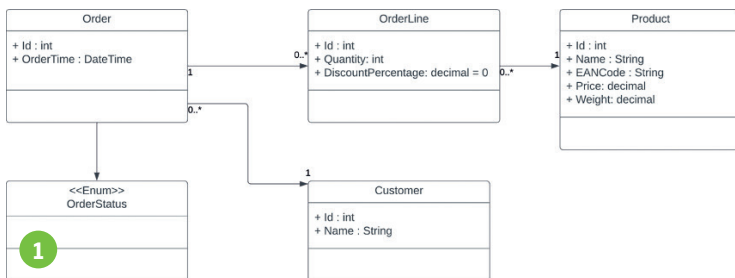 Order
+ Id : int
+ OrderTime : DateTime
1
0..*
0..*
OrderLine
+ Id : int
+ Quantity: int
+ DiscountPercentage: decimal = 0
0..*
1
Product
+ Id : int
+ Name : String
+ EANCode : String
+ Price: decimal
+ Weight: decimal
<<Enum>>
OrderStatus
1
1
Customer
+ Id : int
+ Name : String